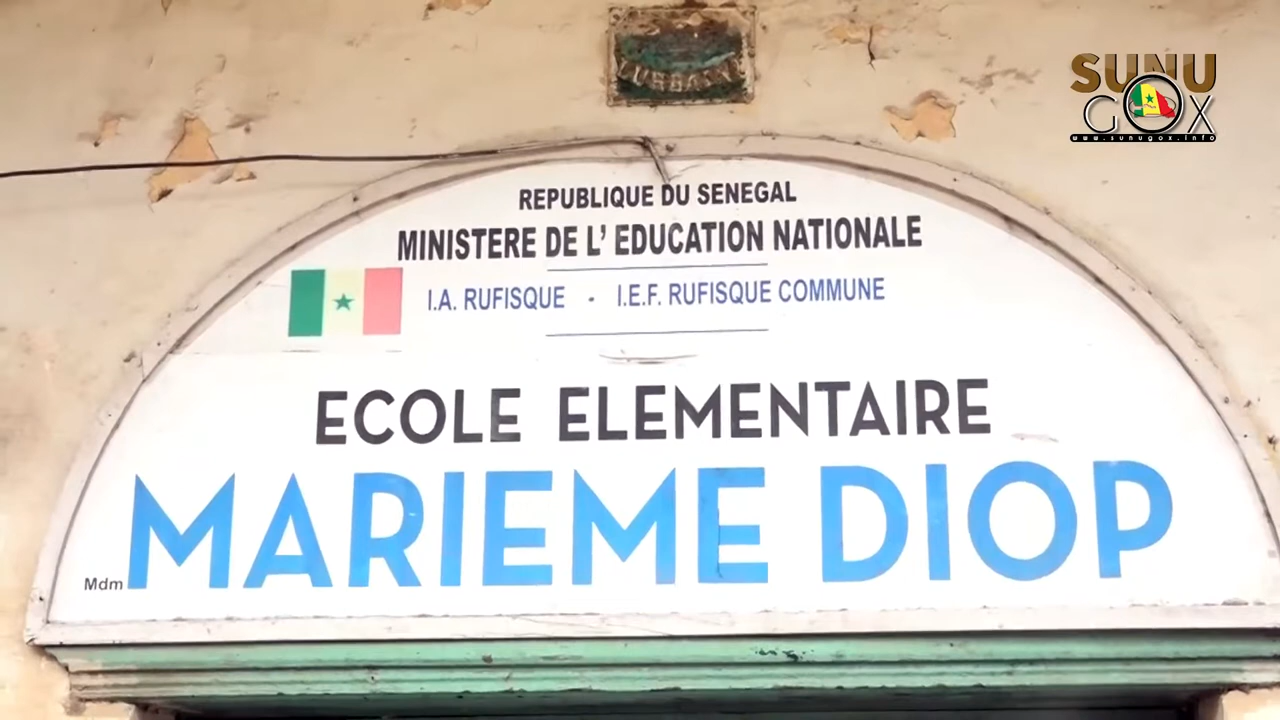 SUNU
GOX
www.sunugox.info
REPUBLIQUE DU SENEGAL
MINISTERE DE L' EDUCATION NATIONALE
I.A. RUFISQUE - I.E.F. RUFISQUE COMMUNE
ECOLE ELEMENTAIRE
Mdm MARIEME DIOP